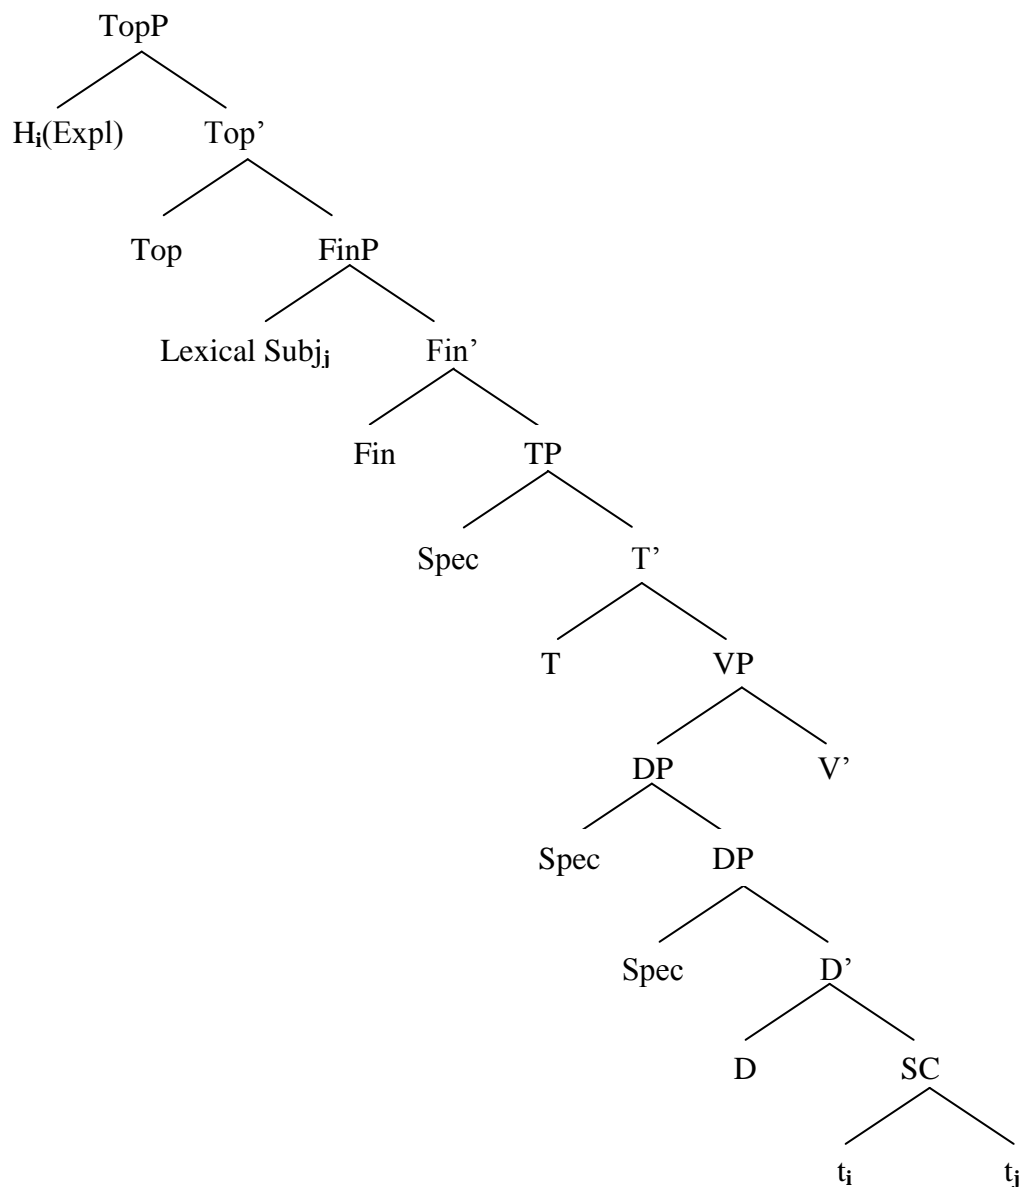 TopP
Hi(Expl) Top’
Top FinP
Lexical Subjj Fin’
Fin TP
Spec T’
T VP
DP V’
Spec DP
Spec D’
D SC
ti tj